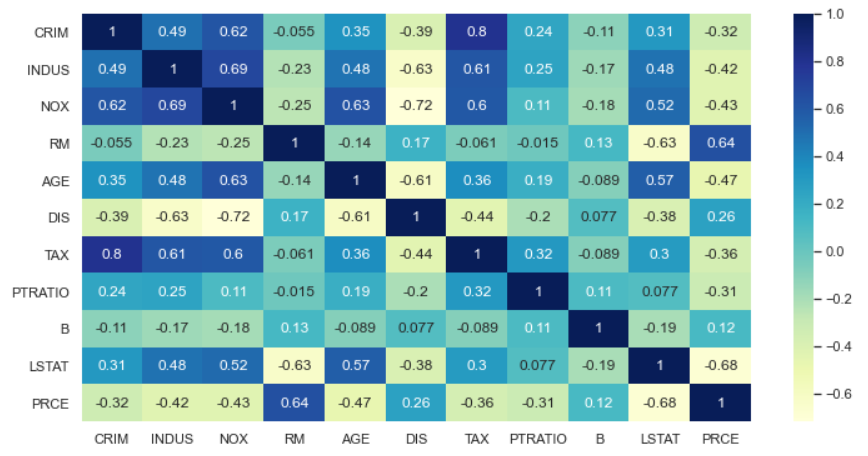 CRIM 1 0.49 0.62 -0.055 0.35 -0.39 0.8 0.24 -0.11 0.31 -0.32
INDUS 0.49 1 0.69 -0.23 0.48 -0.63 0.61 0.25 -0.17 0.48 -0.42
NOX 0.62 0.69 1 -0.25 0.63 -0.72 0.6 0.11 -0.18 0.52 -0.43
RM -0.055 -0.23 -0.25 1 -0.14 0.17 -0.061 -0.015 0.13 -0.63 0.64
AGE 0.35 0.48 0.63 -0.14 1 -0.61 0.36 0.19 -0.089 0.57 -0.47
DIS -0.39 -0.63 -0.72 0.17 -0.61 1 -0.44 -0.2 0.077 -0.38 0.26
TAX 0.8 0.61 0.6 -0.061 0.36 -0.44 1 0.32 -0.089 0.3 -0.36
PTRATIO 0.24 0.25 0.11 -0.015 0.19 -0.2 0.32 1 0.11 0.077 -0.31
B -0.11 -0.17 -0.18 0.13 -0.089 0.077 -0.089 0.11 1 -0.19 0.12
LSTAT 0.31 0.48 0.52 -0.63 0.57 -0.38 0.3 0.077 -0.19 1 -0.68
PRCE -0.32 -0.42 -0.43 0.64 -0.47 0.26 -0.36 -0.31 0.12 -0.68 1
CRIM INDUS NOX RM AGE DIS TAX PTRATIO B LSTAT PRCE
1.0
0.8
0.6
0.4
0.2
0.0
-0.2
-0.4
-0.6